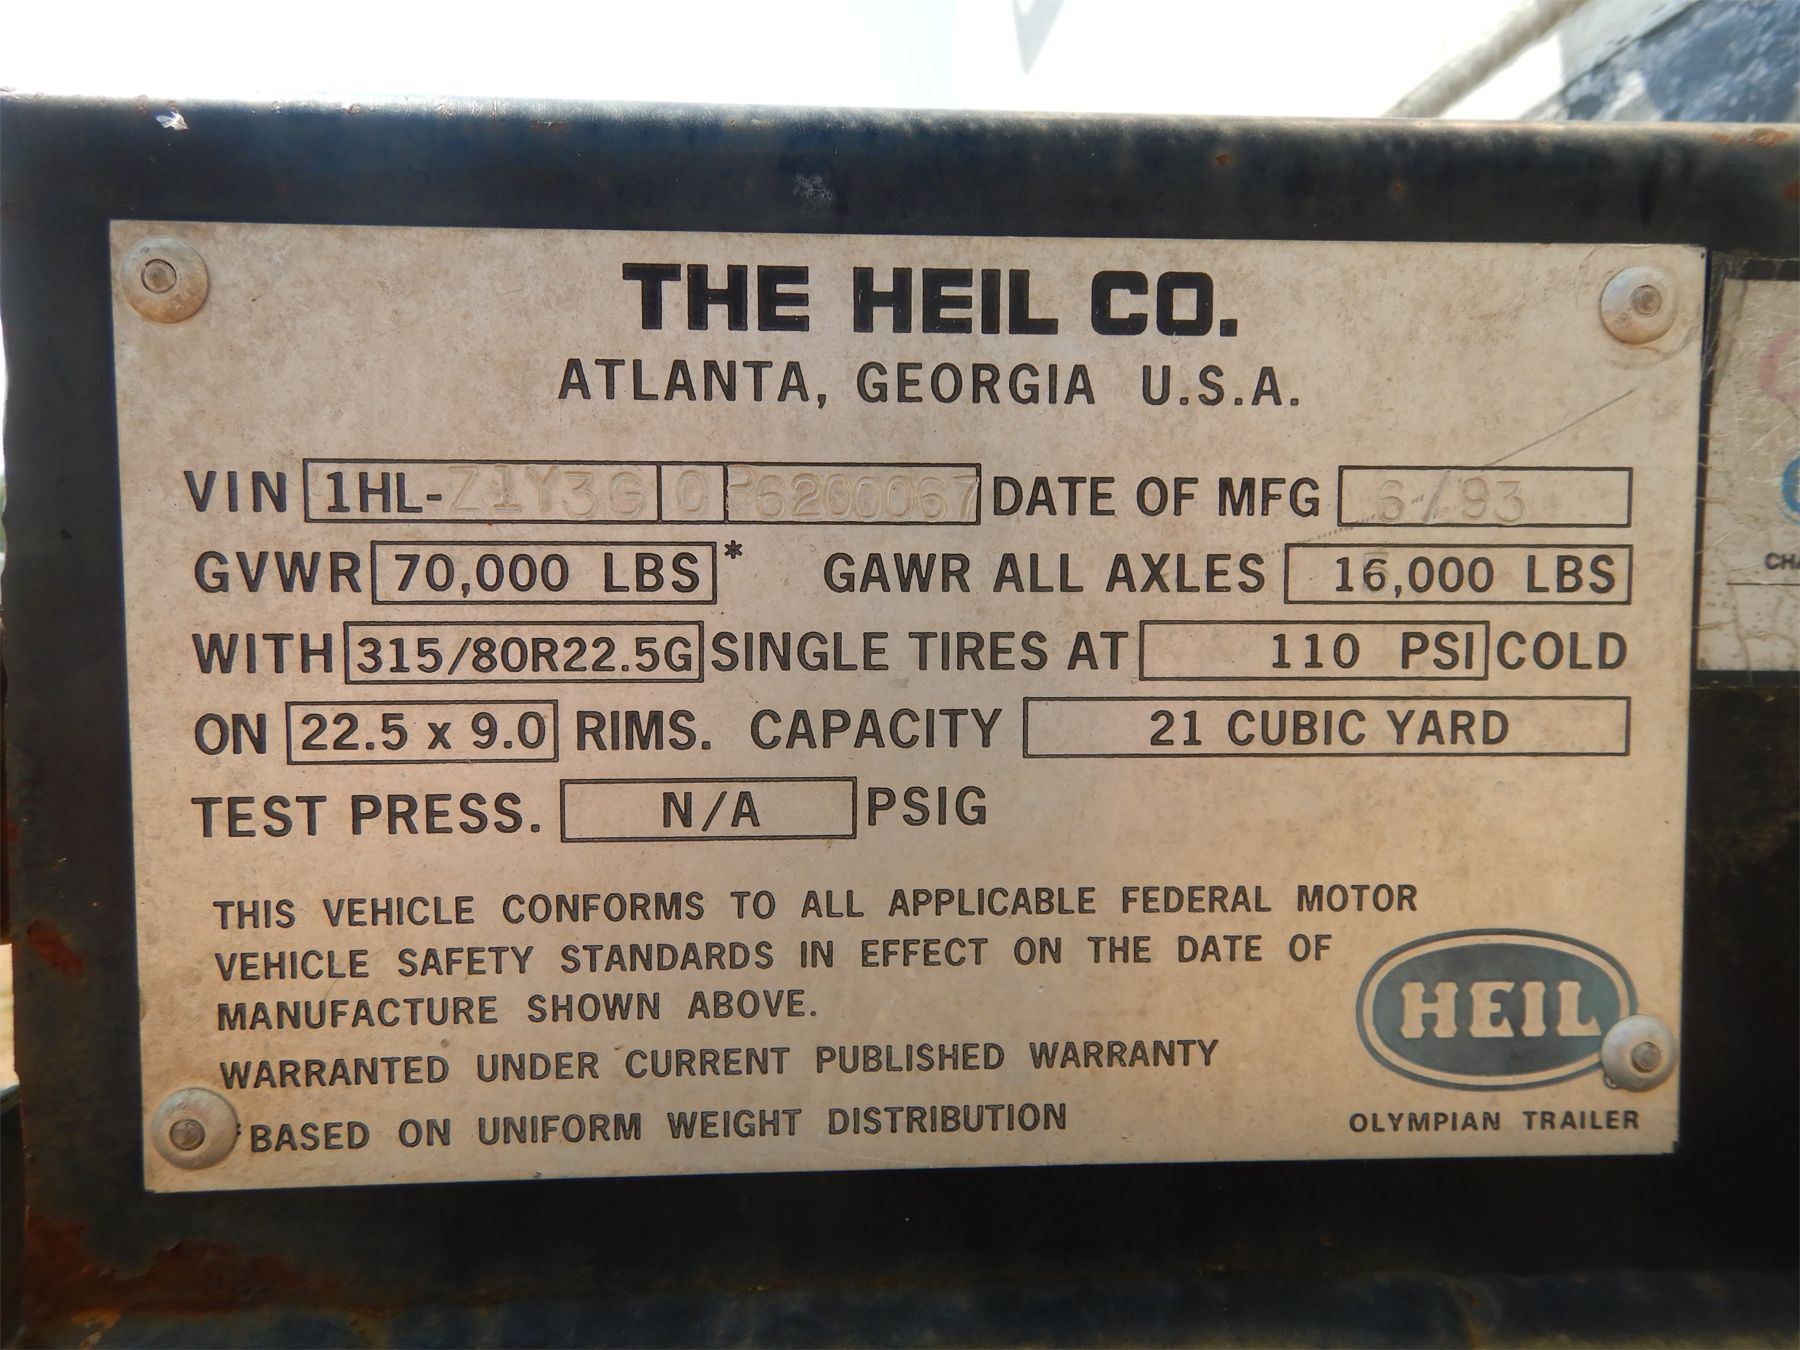 THE HEIL CO.
ATLANTA, GEORGIA U.S.A.
VIN 1HL-Z1Y3G 0 P6200067 DATE OF MFG 6/93
GVWR 70,000 LBS* GAWR ALL AXLES 16,000 LBS
WITH 315/80R22.5G SINGLE TIRES AT 110 PSI COLD
ON 22.5 x 9.0 RIMS. CAPACITY 21 CUBIC YARD
TEST PRESS. N/A PSIG
THIS VEHICLE CONFORMS TO ALL APPLICABLE FEDERAL MOTOR
VEHICLE SAFETY STANDARDS IN EFFECT ON THE DATE OF
MANUFACTURE SHOWN ABOVE.
WARRANTED UNDER CURRENT PUBLISHED WARRANTY
*BASED ON UNIFORM WEIGHT DISTRIBUTION
HEIL
OLYMPIAN TRAILER